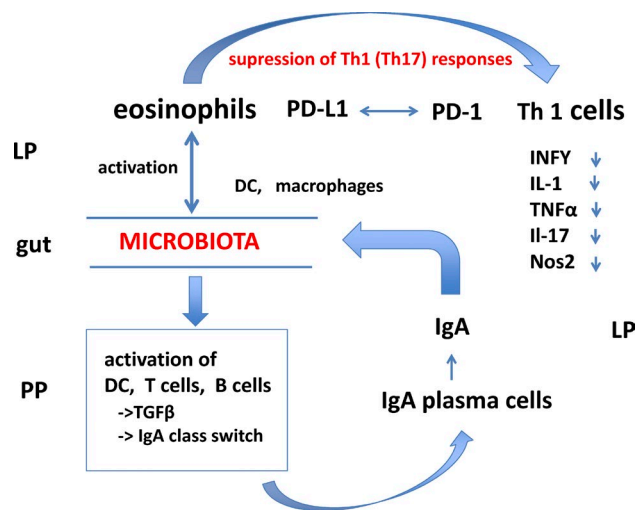 supression of Th1 (Th17) responses
eosinophils PD-L1 PD-1 Th 1 cells
LP
activation
DC, macrophages
INFY
IL-1
TNFα
Il-17
Nos2
gut MICROBIOTA
IgA
LP
PP
activation of
DC, T cells, B cells
->TGFβ
-> IgA class switch
IgA plasma cells